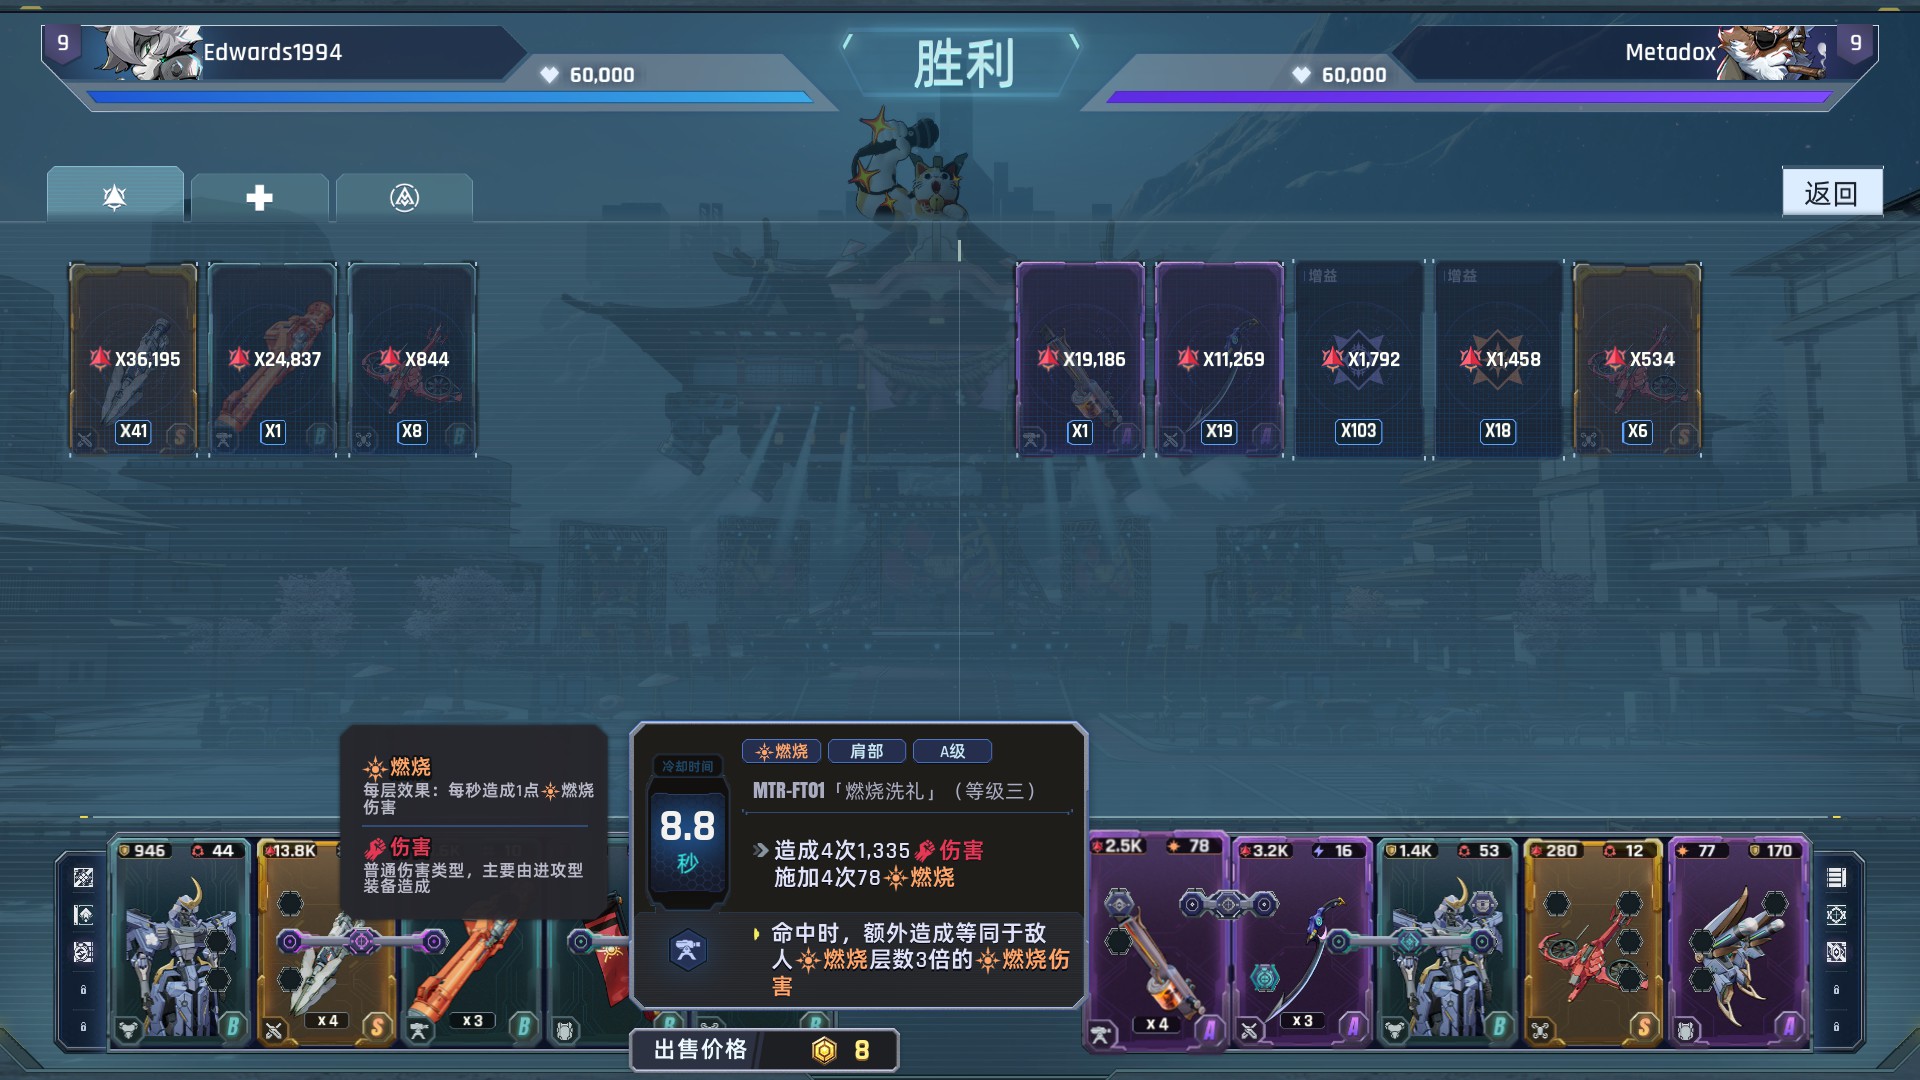 9
Edwards1994
60,000
胜利
60,000
Metadox
9
返回
X36,195
X41
S
X24,837
X1
B
X844
X8
B
X19,186
X1
A
X11,269
X19
A
增益
X1,792
X103
增益
X1,458
X18
X534
X6
S
燃烧
每层效果：每秒造成1点燃烧
伤害
伤害
普通伤害类型，主要由进攻型
装备造成
冷却时间
8.8
秒
燃烧
肩部
A级
MTR-FT01「燃烧洗礼」（等级三）
造成4次1,335伤害
施加4次78燃烧
命中时，额外造成等同于敌
人燃烧层数3倍的燃烧伤
害
出售价格
8
946
44
B
13.8K
X4
S
X3
B
B
B
2.5K
78
X4
A
3.2K
16
X3
A
1.4K
53
B
280
12
S
77
170
A